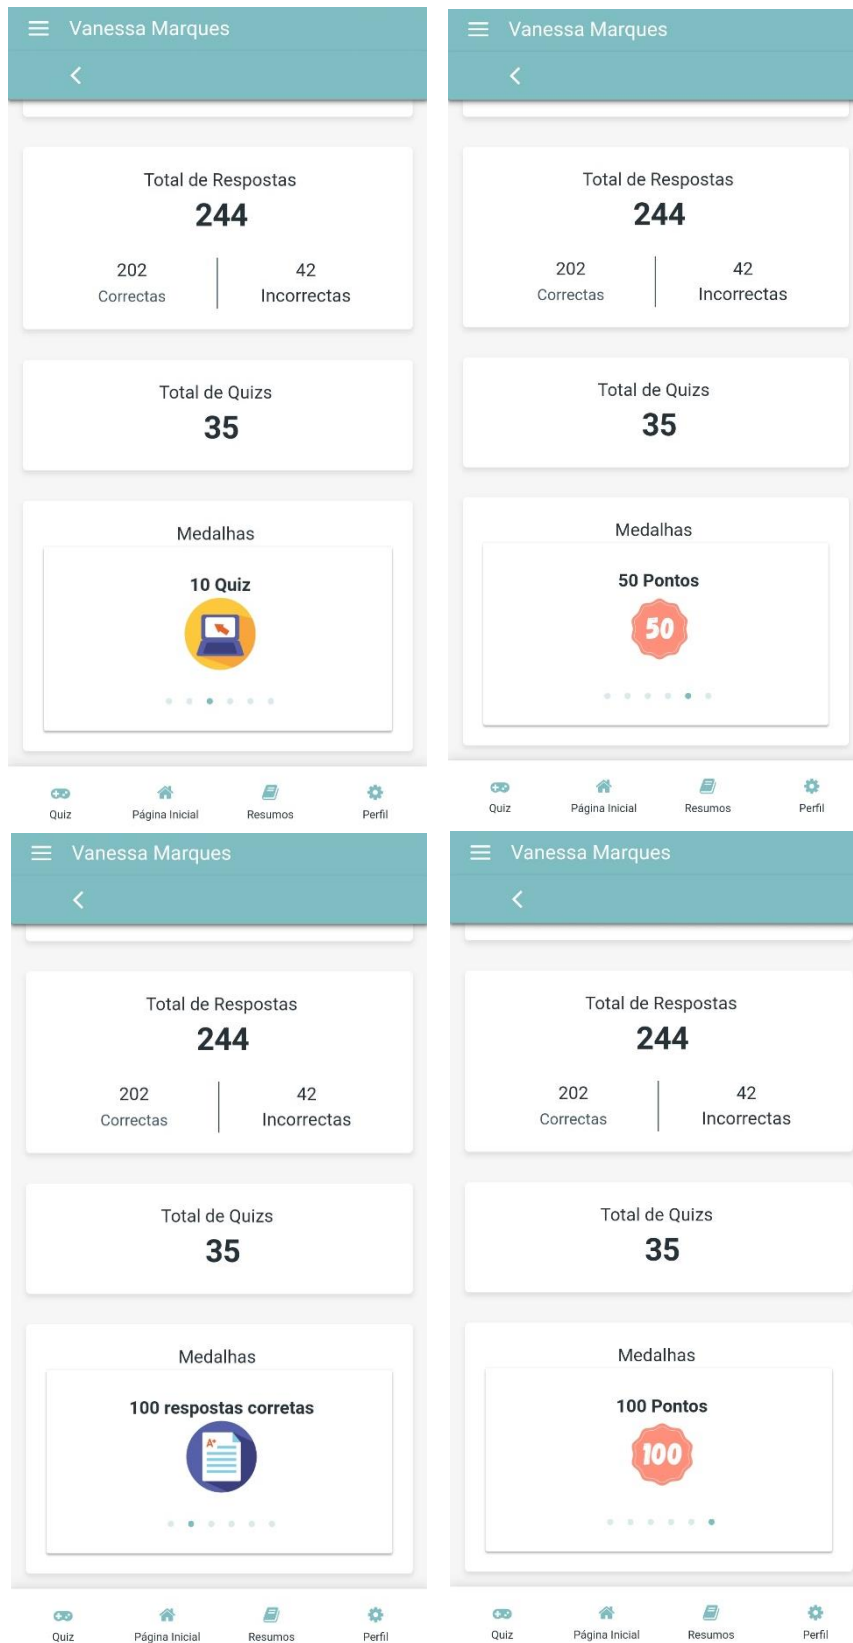 Vanessa Marques
Total de Respostas
244
202
42
Correctas
Incorrectas
Total de Quizs
35
Medalhas
10 Quiz
Quiz
Página Inicial
Resumos
Perfil
Vanessa Marques
Total de Respostas
244
202
42
Correctas
Incorrectas
Total de Quizs
35
Medalhas
50 Pontos
50
Quiz
Página Inicial
Resumos
Perfil
Vanessa Marques
Total de Respostas
244
202
42
Correctas
Incorrectas
Total de Quizs
35
Medalhas
100 respostas corretas
A+
Quiz
Página Inicial
Resumos
Perfil
Vanessa Marques
Total de Respostas
244
202
42
Correctas
Incorrectas
Total de Quizs
35
Medalhas
100 Pontos
100
Quiz
Página Inicial
Resumos
Perfil